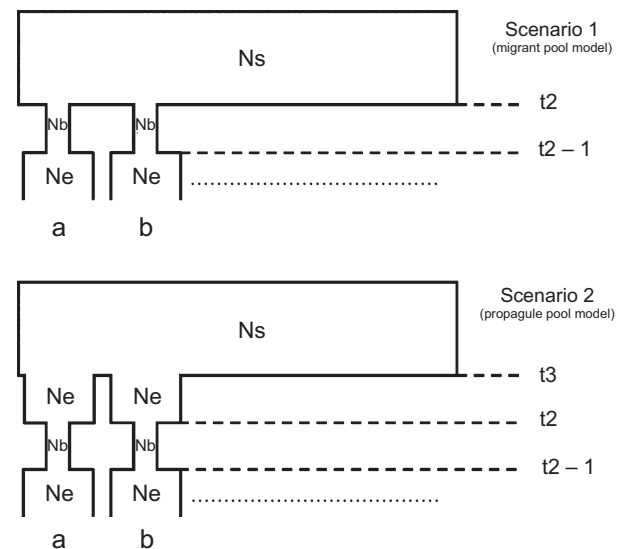 Scenario 1
(migrant pool model)
Ns
t2
Nb Nb
t2 – 1
Ne Ne
a b
Scenario 2
(propagule pool model)
Ns
t3
Ne Ne
t2
Nb Nb
t2 – 1
Ne Ne
a b